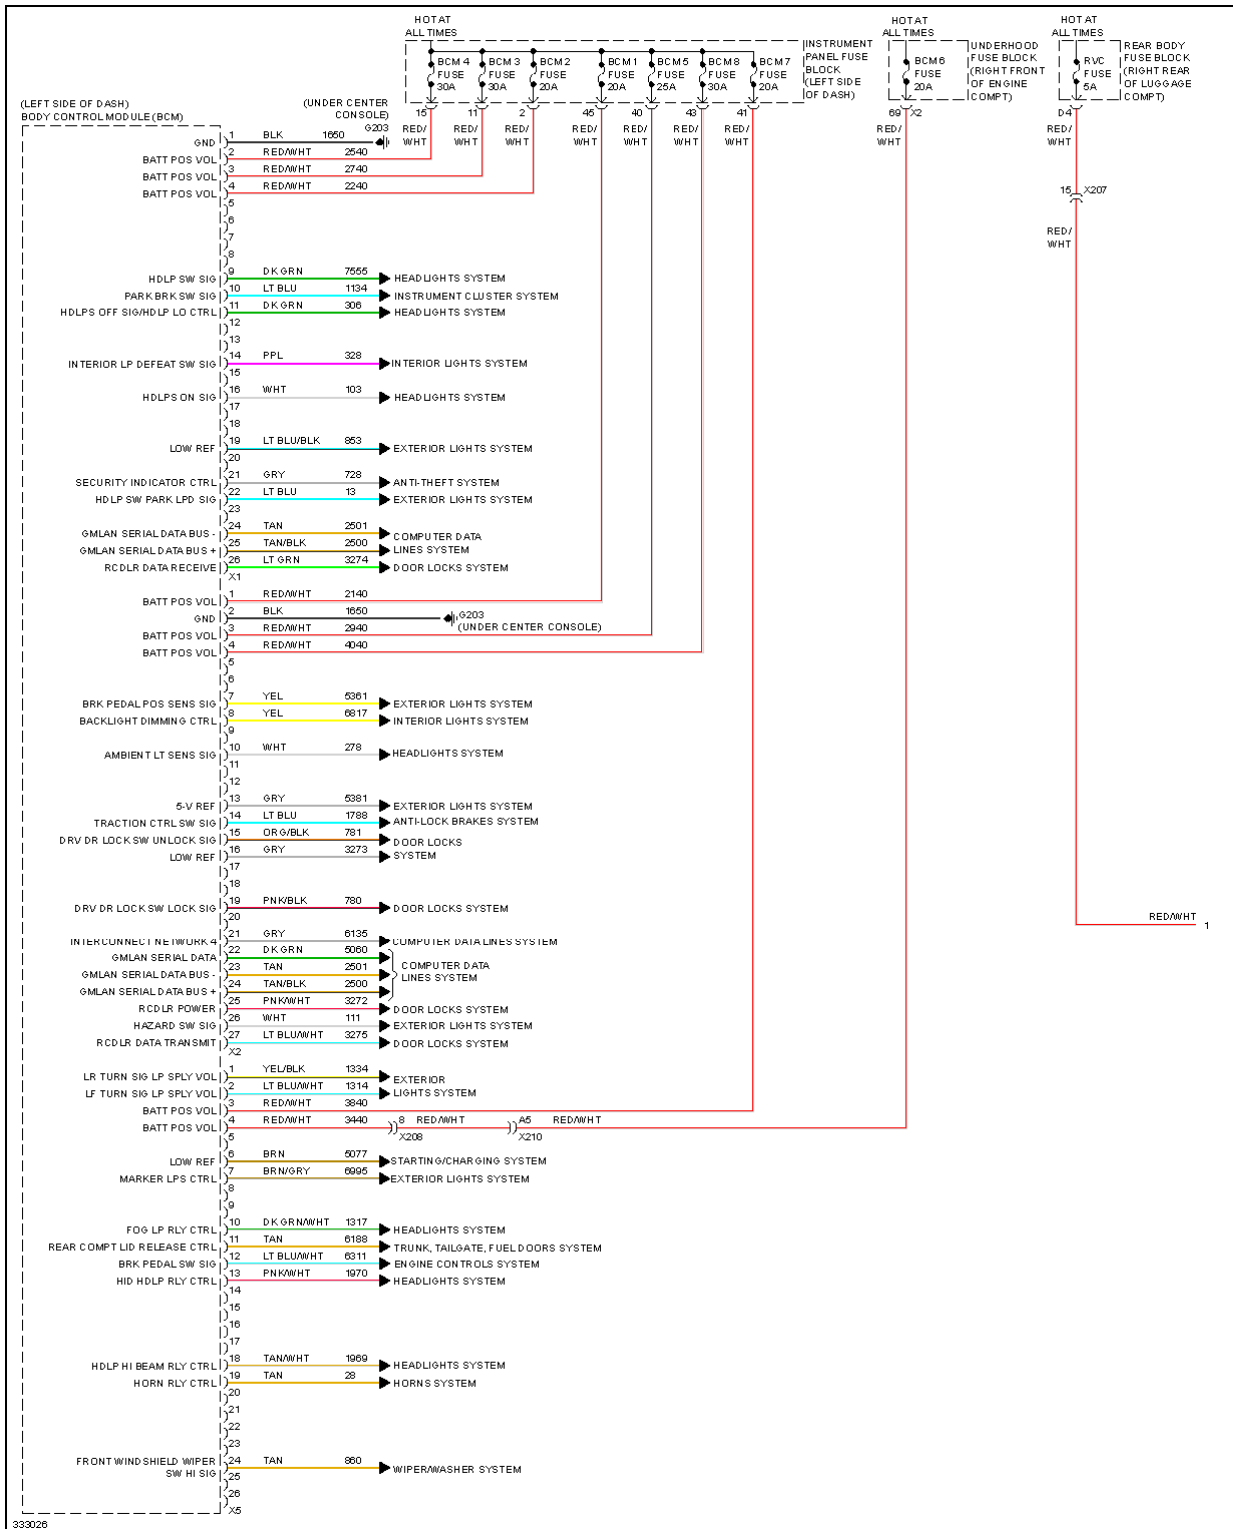 HOT AT
ALL TIMES
HOT AT
ALL TIMES
HOT AT
ALL TIMES
BCM 4
FUSE
30A
BCM 3
FUSE
30A
BCM 2
FUSE
20A
BCM 1
FUSE
20A
BCM 5
FUSE
25A
BCM 8
FUSE
30A
BCM 7
FUSE
20A
INSTRUMENT
PANEL FUSE
BLOCK
(LEFT SIDE
OF DASH)
BCM 6
FUSE
20A
UNDERHOOD
FUSE BLOCK
(RIGHT FRONT
OF ENGINE
COMPT)
RVC
FUSE
5A
REAR BODY
FUSE BLOCK
(RIGHT REAR
OF LUGGAGE
COMPT)
15 11 2 45 40 43 41 69 X2 D4
RED/
WHT
RED/
WHT
RED/
WHT
RED/
WHT
RED/
WHT
RED/
WHT
RED/
WHT
RED/
WHT
RED/
WHT
15 X207
RED/
WHT
RED/WHT 1
(LEFT SIDE OF DASH)
BODY CONTROL MODULE (BCM)
(UNDER CENTER
CONSOLE)
G203
GND 1 BLK 1650
BATT POS VOL 2 RED/WHT 2540
BATT POS VOL 3 RED/WHT 2740
BATT POS VOL 4 RED/WHT 2240
5
6
7
8
HDLP SW SIG 9 DK GRN 7555 HEADLIGHTS SYSTEM
PARK BRK SW SIG 10 LT BLU 1134 INSTRUMENT CLUSTER SYSTEM
HDLPS OFF SIG/HDLP LO CTRL 11 DK GRN 306 HEADLIGHTS SYSTEM
12
13
INTERIOR LP DEFEAT SW SIG 14 PPL 328 INTERIOR LIGHTS SYSTEM
15
HDLPS ON SIG 16 WHT 103 HEADLIGHTS SYSTEM
17
18
LOW REF 19 LT BLU/BLK 853 EXTERIOR LIGHTS SYSTEM
20
SECURITY INDICATOR CTRL 21 GRY 728 ANTI-THEFT SYSTEM
HDLP SW PARK LPD SIG 22 LT BLU 13 EXTERIOR LIGHTS SYSTEM
23
GMLAN SERIAL DATA BUS - 24 TAN 2501 COMPUTER DATA
GMLAN SERIAL DATA BUS + 25 TAN/BLK 2500 LINES SYSTEM
RCDLR DATA RECEIVE 26 LT GRN 3274 DOOR LOCKS SYSTEM
X1
BATT POS VOL 1 RED/WHT 2140
GND 2 BLK 1650 G203
(UNDER CENTER CONSOLE)
BATT POS VOL 3 RED/WHT 2940
BATT POS VOL 4 RED/WHT 4040
5
6
BRK PEDAL POS SENS SIG 7 YEL 5361 EXTERIOR LIGHTS SYSTEM
BACKLIGHT DIMMING CTRL 8 YEL 6817 INTERIOR LIGHTS SYSTEM
9
AMBIENT LT SENS SIG 10 WHT 278 HEADLIGHTS SYSTEM
11
12
5-V REF 13 GRY 5381 EXTERIOR LIGHTS SYSTEM
TRACTION CTRL SW SIG 14 LT BLU 1788 ANTI-LOCK BRAKES SYSTEM
DRV DR LOCK SW UNLOCK SIG 15 ORG/BLK 781 DOOR LOCKS
LOW REF 16 GRY 3273 SYSTEM
17
18
DRV DR LOCK SW LOCK SIG 19 PNK/BLK 780 DOOR LOCKS SYSTEM
20
INTERCONNECT NETWORK 4 21 GRY 6135 COMPUTER DATA LINES SYSTEM
GMLAN SERIAL DATA 22 DK GRN 5060
GMLAN SERIAL DATA BUS - 23 TAN 2501 COMPUTER DATA
LINES SYSTEM
GMLAN SERIAL DATA BUS + 24 TAN/BLK 2500
RCDLR POWER 25 PNK/WHT 3272 DOOR LOCKS SYSTEM
HAZARD SW SIG 26 WHT 111 EXTERIOR LIGHTS SYSTEM
RCDLR DATA TRANSMIT 27 LT BLU/WHT 3275 DOOR LOCKS SYSTEM
X2
LR TURN SIG LP SPLY VOL 1 YEL/BLK 1334 EXTERIOR
LF TURN SIG LP SPLY VOL 2 LT BLU/WHT 1314 LIGHTS SYSTEM
BATT POS VOL 3 RED/WHT 3840
BATT POS VOL 4 RED/WHT 3440 8 RED/WHT A5 RED/WHT
X208 X210
5
LOW REF 6 BRN 5077 STARTING/CHARGING SYSTEM
MARKER LPS CTRL 7 BRN/GRY 6995 EXTERIOR LIGHTS SYSTEM
8
9
FOG LP RLY CTRL 10 DK GRN/WHT 1317 HEADLIGHTS SYSTEM
REAR COMPT LID RELEASE CTRL 11 TAN 6188 TRUNK, TAILGATE, FUEL DOORS SYSTEM
BRK PEDAL SW SIG 12 LT BLU/WHT 6311 ENGINE CONTROLS SYSTEM
HID HDLP RLY CTRL 13 PNK/WHT 1970 HEADLIGHTS SYSTEM
14
15
16
17
HDLP HI BEAM RLY CTRL 18 TAN/WHT 1969 HEADLIGHTS SYSTEM
HORN RLY CTRL 19 TAN 28 HORNS SYSTEM
20
21
22
23
FRONT WINDSHIELD WIPER 24 TAN 860 WIPER/WASHER SYSTEM
SW HI SIG
25
26
X5
333026